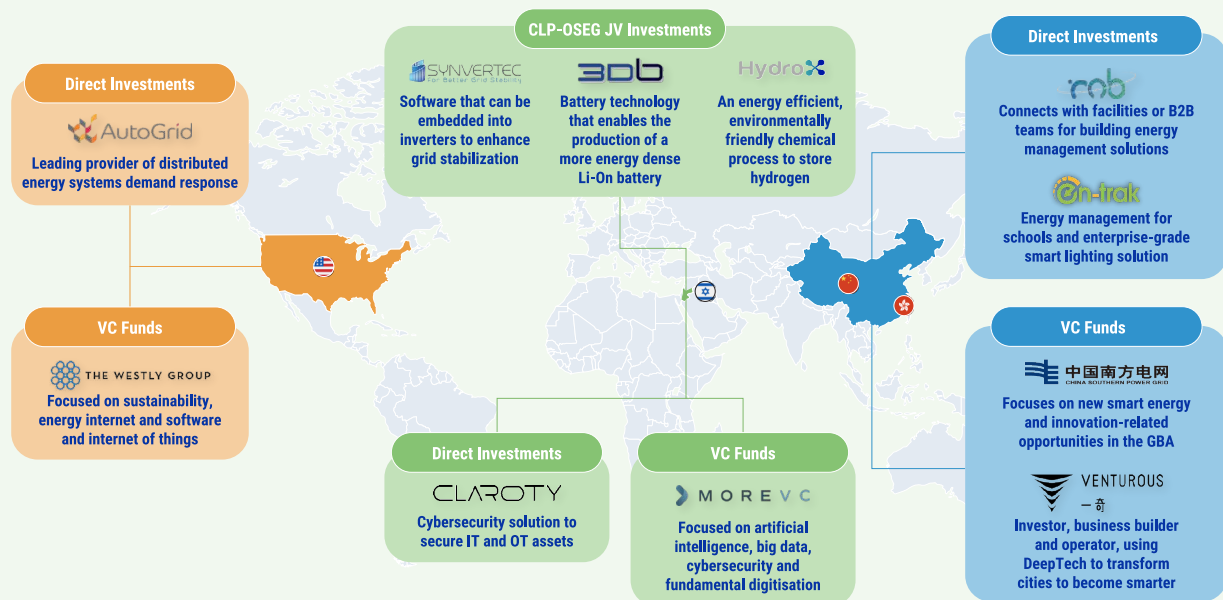 Direct Investments
AutoGrid
Leading provider of distributed
energy systems demand response
VC Funds
THE WESTLY GROUP
Focused on sustainability,
energy internet and software
and internet of things
CLP-OSEG JV Investments
SYNVERTEC
For Better Grid Stability
Software that can be
embedded into
inverters to enhance
grid stabilization
3Db
Battery technology
that enables the
production of a
more energy dense
Li-On battery
HydroX
An energy efficient,
environmentally
friendly chemical
process to store
hydrogen
Direct Investments
CLAROTY
Cybersecurity solution to
secure IT and OT assets
VC Funds
MOREVC
Focused on artificial
intelligence, big data,
cybersecurity and
fundamental digitisation
Direct Investments
Connects with facilities or B2B
teams for building energy
management solutions
en-trak
Energy management for
schools and enterprise-grade
smart lighting solution
VC Funds
中国南方电网
CHINA SOUTHERN POWER GRID
Focuses on new smart energy
and innovation-related
opportunities in the GBA
VENTUROUS
Investor, business builder
and operator, using
DeepTech to transform
cities to become smarter